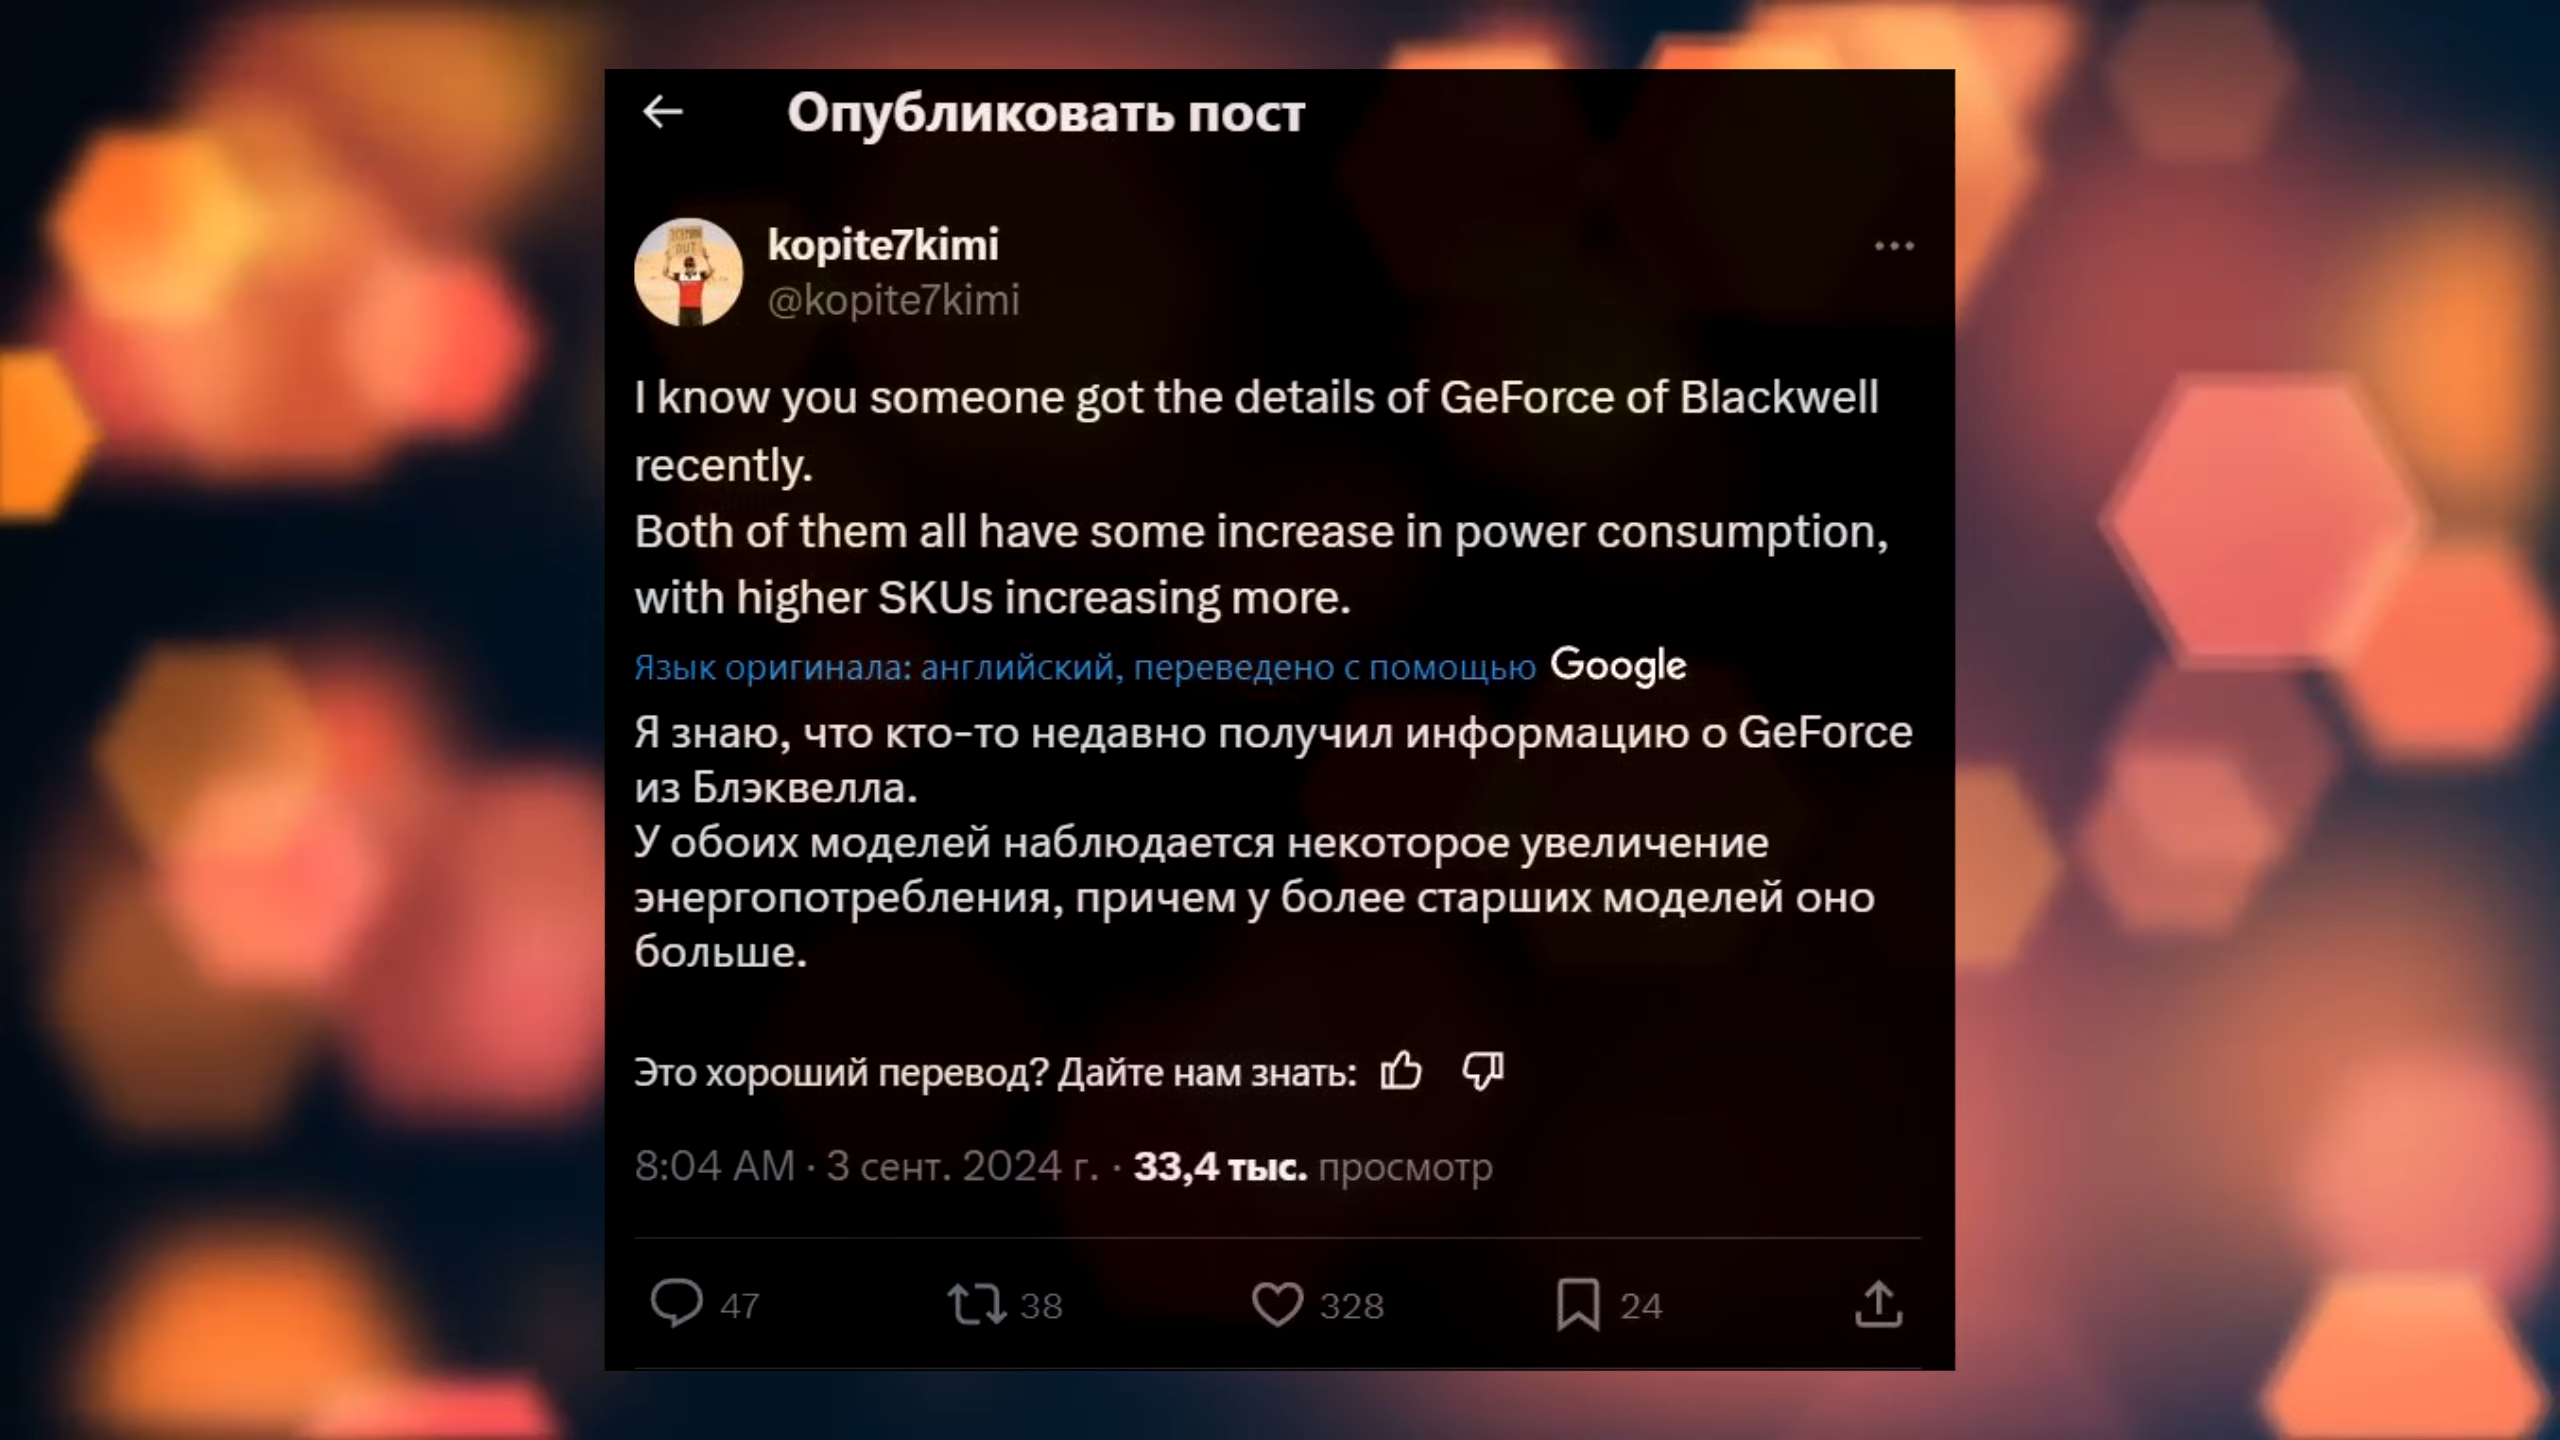 Опубликовать пост
kopite7kimi
@kopite7kimi
I know you someone got the details of GeForce of Blackwell
recently.
Both of them all have some increase in power consumption,
with higher SKUs increasing more.
Язык оригинала: английский, переведено с помощью Google
Я знаю, что кто-то недавно получил информацию о GeForce
из Блэквелла.
У обоих моделей наблюдается некоторое увеличение
энергопотребления, причем у более старших моделей оно
больше.
Это хороший перевод? Дайте нам знать:
8:04 AM · 3 сент. 2024 г. · 33,4 тыс. просмотр
47 38 328 24